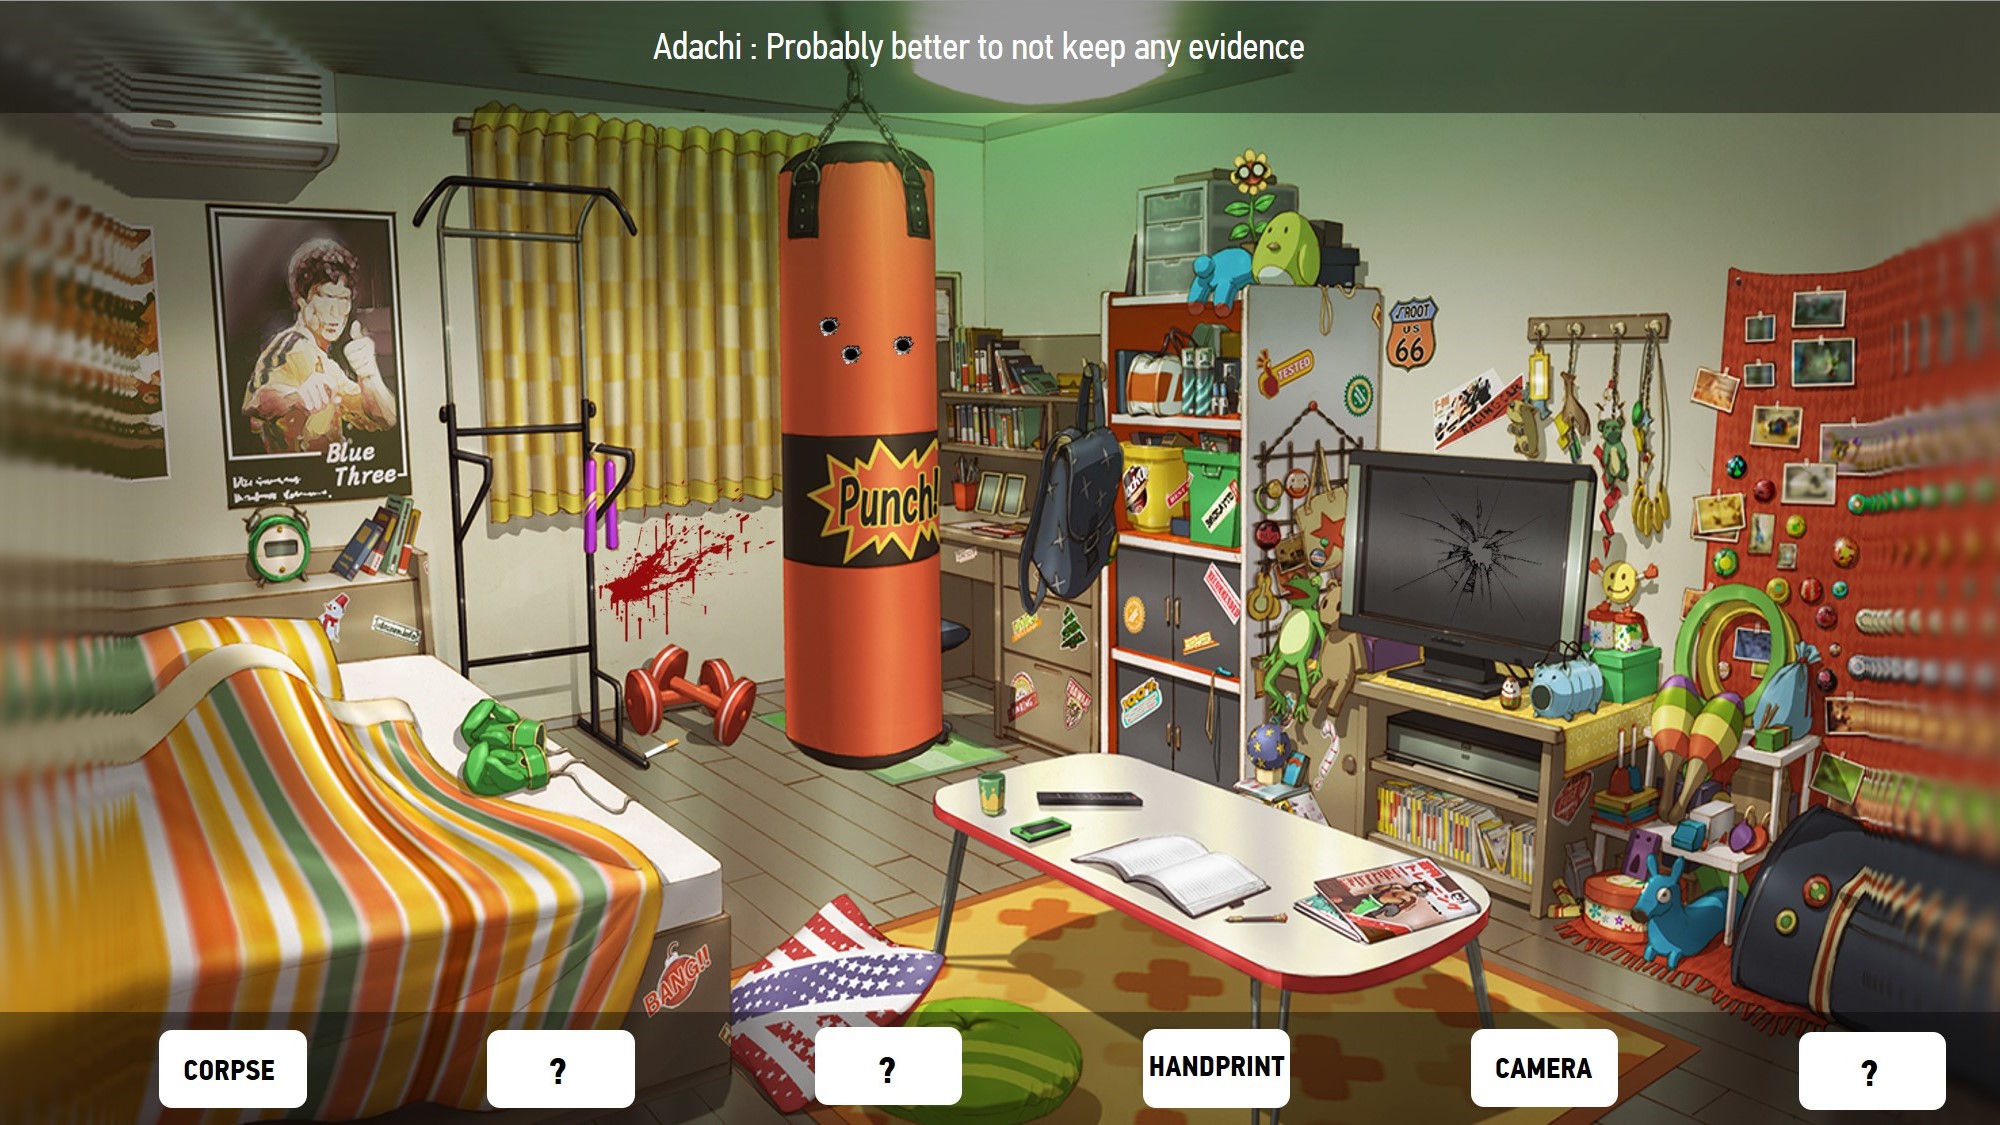 Adachi : Probably better to not keep any evidence
Blue
Three
Punch!
TESTED
ROOT
US
66
RACING
BANG!!
CORPSE
?
?
HANDPRINT
CAMERA
?